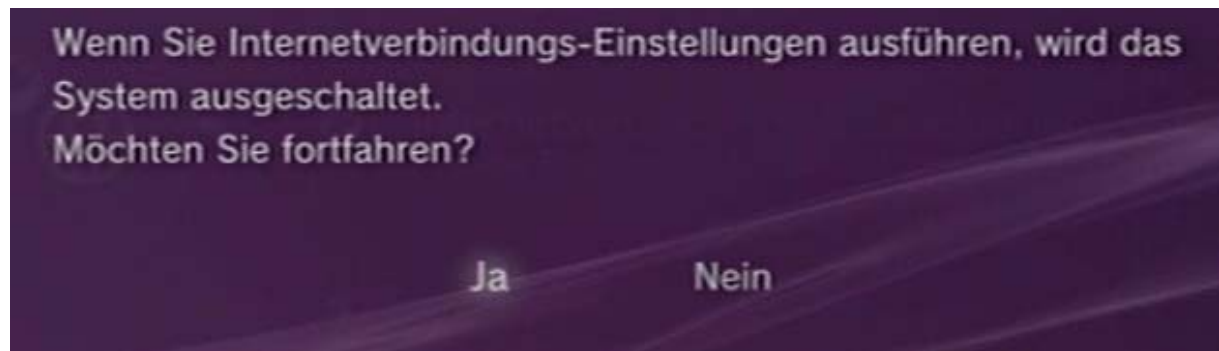 Wenn Sie Internetverbindungs-Einstellungen ausführen, wird das
System ausgeschaltet.
Möchten Sie fortfahren?
Ja Nein